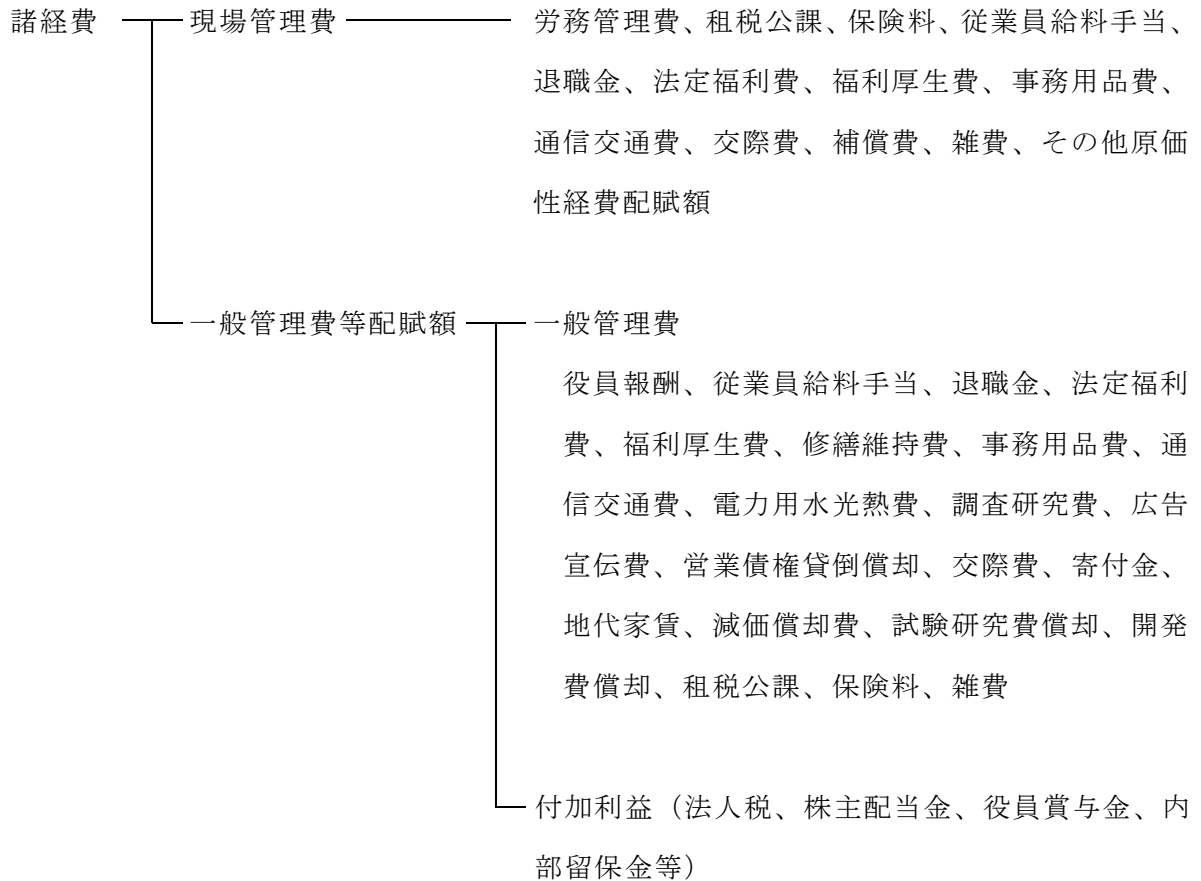 諸経費 現場管理費 労務管理費、租税公課、保険料、従業員給料手当、
退職金、法定福利費、福利厚生費、事務用品費、
通信交通費、交際費、補償費、雑費、その他原価
性経費配賦額
一般管理費等配賦額 一般管理費
役員報酬、従業員給料手当、退職金、法定福利
費、福利厚生費、修繕維持費、事務用品費、通
信交通費、電力用水光熱費、調査研究費、広告
宣伝費、営業債権貸倒償却、交際費、寄付金、
地代家賃、減価償却費、試験研究費償却、開発
費償却、租税公課、保険料、雑費
付加利益（法人税、株主配当金、役員賞与金、内
部留保金等）